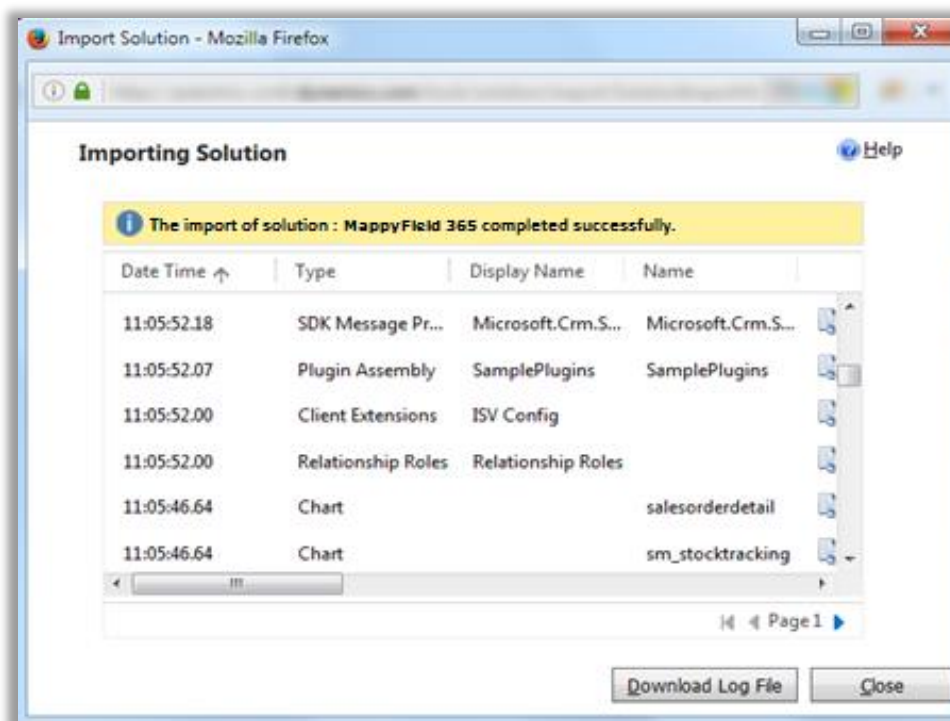 Import Solution - Mozilla Firefox
Importing Solution
Help
The import of solution : MappyField 365 completed successfully.
Date Time Type Display Name Name
11:05:52.18 SDK Message Pr... Microsoft.Crm.S... Microsoft.Crm.S...
11:05:52.07 Plugin Assembly SamplePlugins SamplePlugins
11:05:52.00 Client Extensions ISV Config
11:05:52.00 Relationship Roles Relationship Roles
11:05:46.64 Chart salesorderdetail
11:05:46.64 Chart sm_stocktracking
Page 1
Download Log File Close